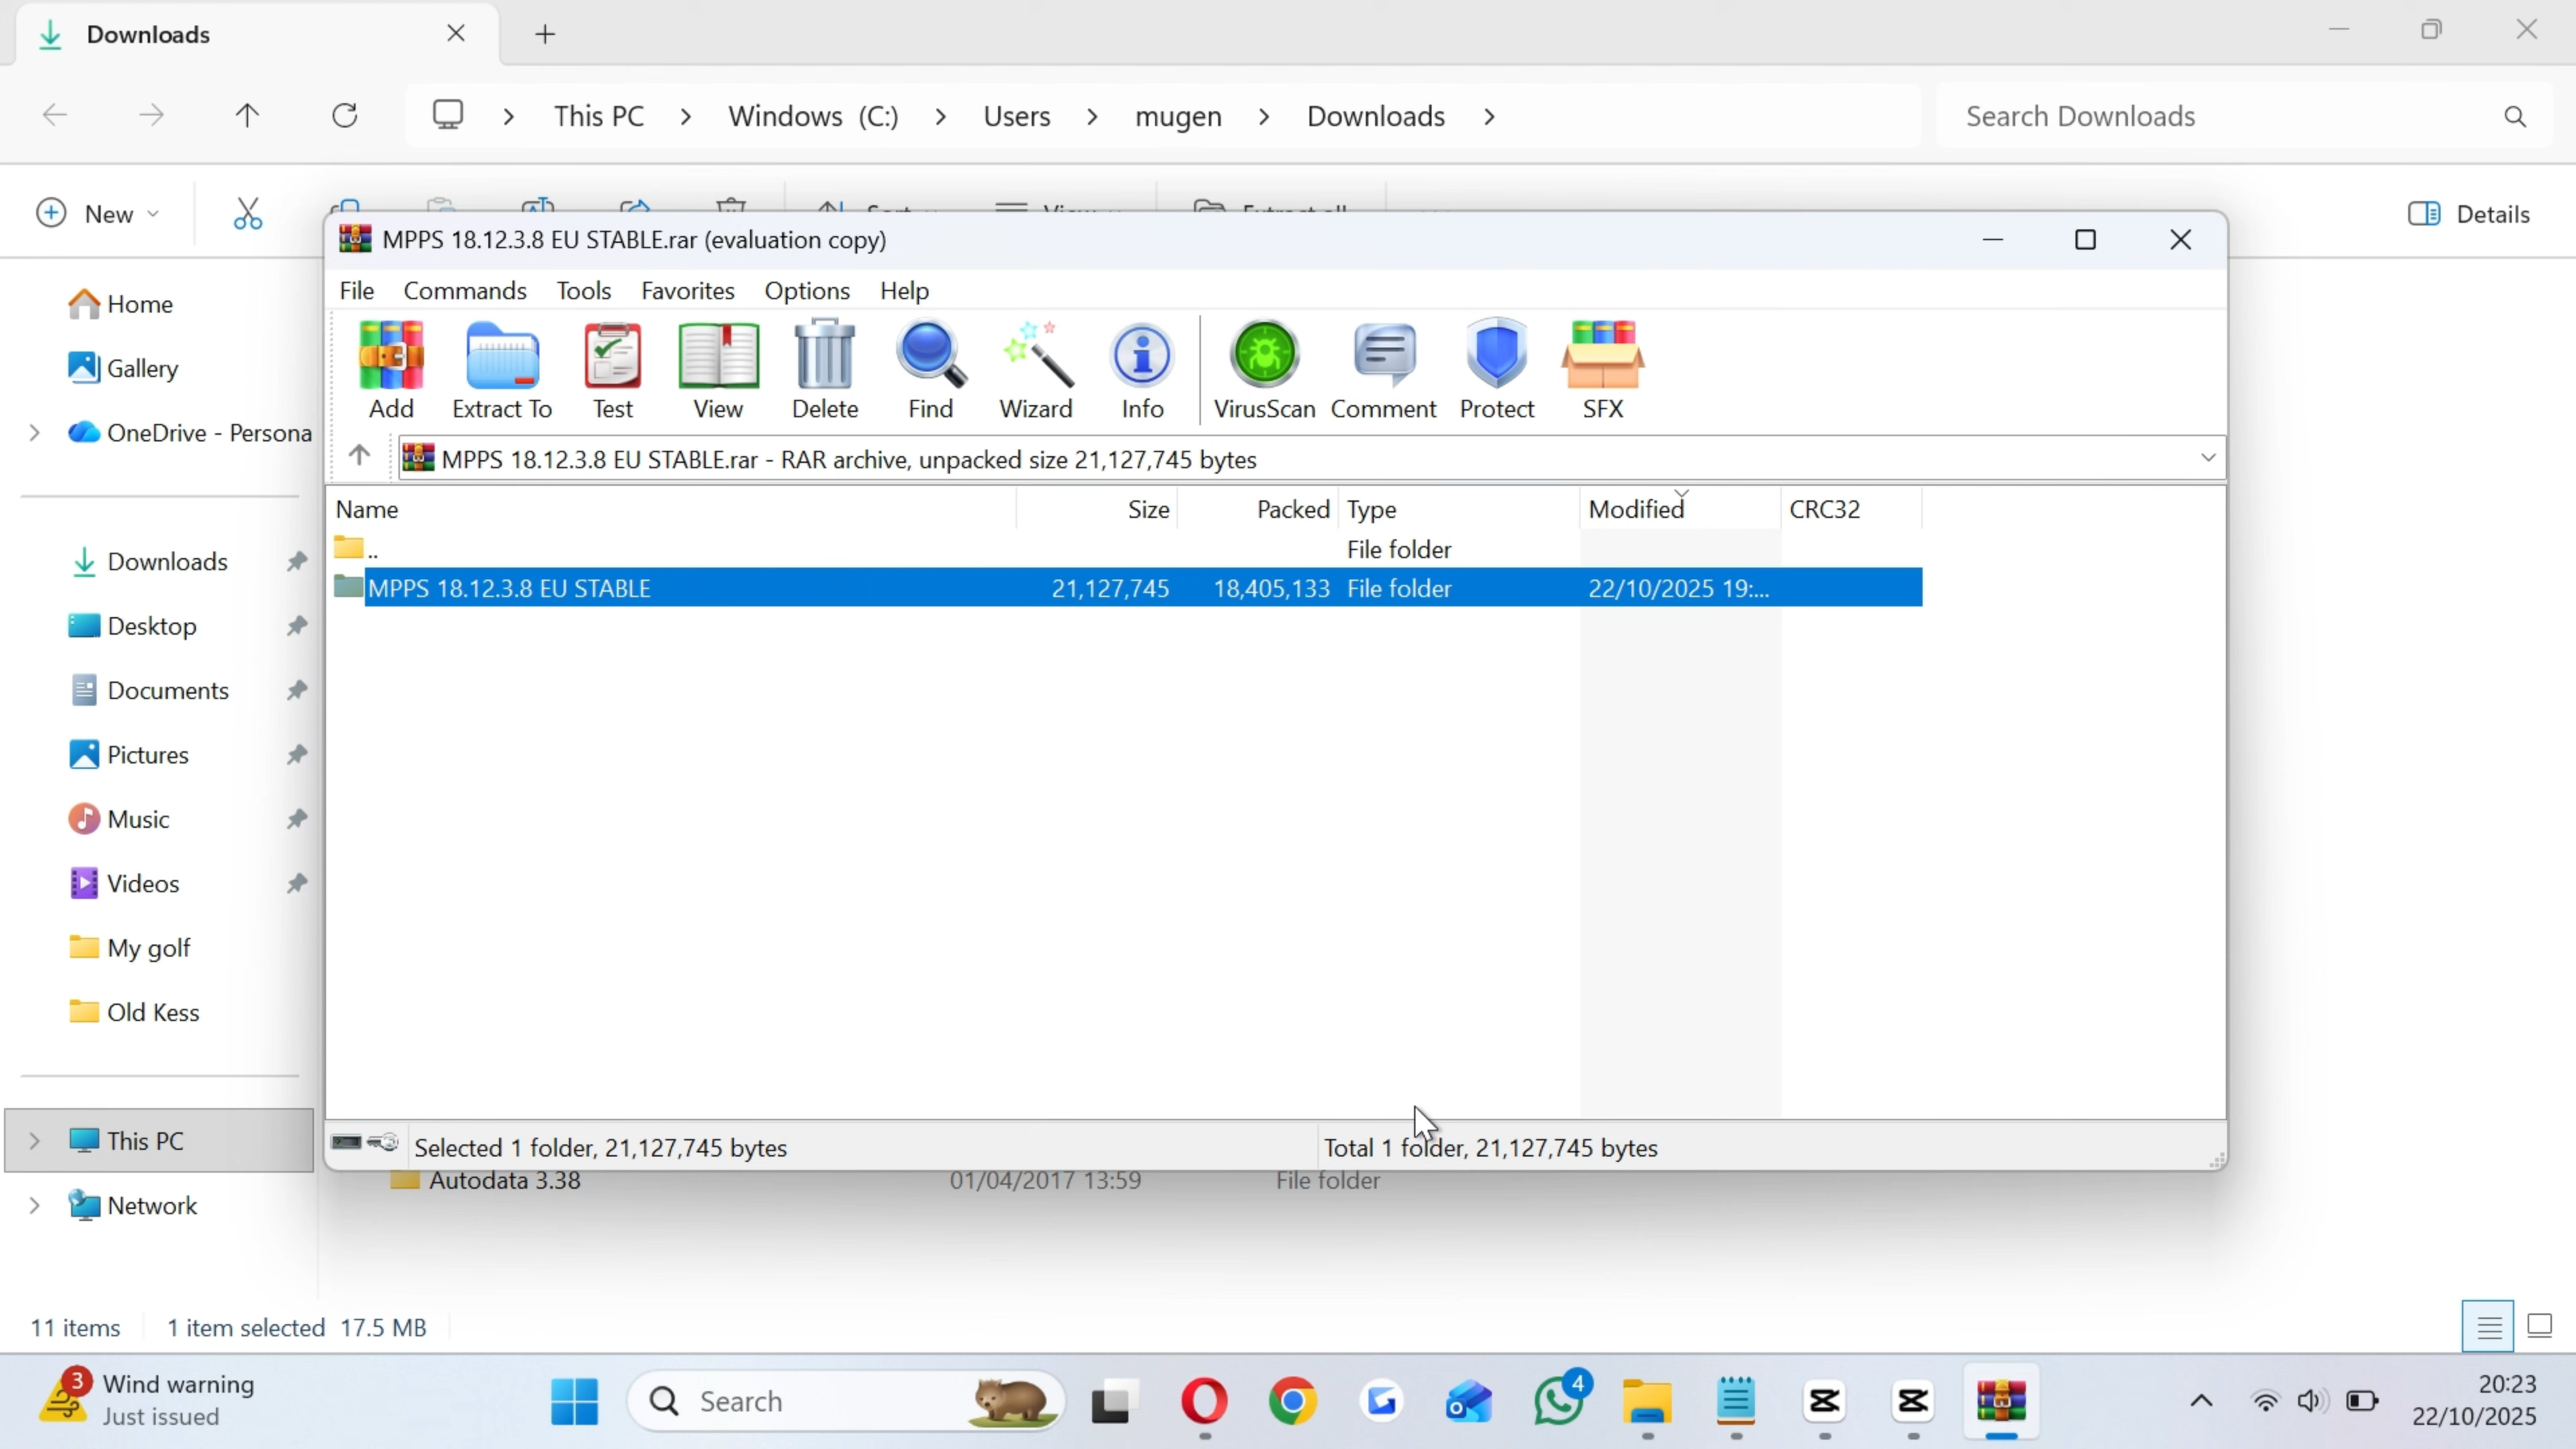 Downloads
This PC
Windows (C:)
Users
mugen
Downloads
Search Downloads
New
Sort
View
Extract all
Details
Home
Gallery
OneDrive - Persona
Downloads
Desktop
Documents
Pictures
Music
Videos
My golf
Old Kess
This PC
Network
MPPS 18.12.3.8 EU STABLE.rar (evaluation copy)
File Commands Tools Favorites Options Help
Add Extract To Test View Delete Find Wizard Info VirusScan Comment Protect SFX
MPPS 18.12.3.8 EU STABLE.rar - RAR archive, unpacked size 21,127,745 bytes
Name Size Packed Type Modified CRC32
.. File folder
MPPS 18.12.3.8 EU STABLE 21,127,745 18,405,133 File folder 22/10/2025 19:...
Selected 1 folder, 21,127,745 bytes
Total 1 folder, 21,127,745 bytes
Autodata 3.38 01/04/2017 13:59 File folder
11 items 1 item selected 17.5 MB
3
Wind warning
Just issued
Search
4
20:23
22/10/2025